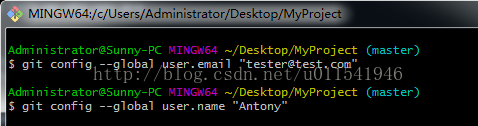 MINGW64:/c/Users/Administrator/Desktop/MyProject
Administrator@Sunny-PC MINGW64 ~/Desktop/MyProject (master)
$ git config --global user.email "tester@test.com"
http://blog.csdn.net/u011541946
Administrator@Sunny-PC MINGW64 ~/Desktop/MyProject (master)
$ git config --global user.name "Antony"